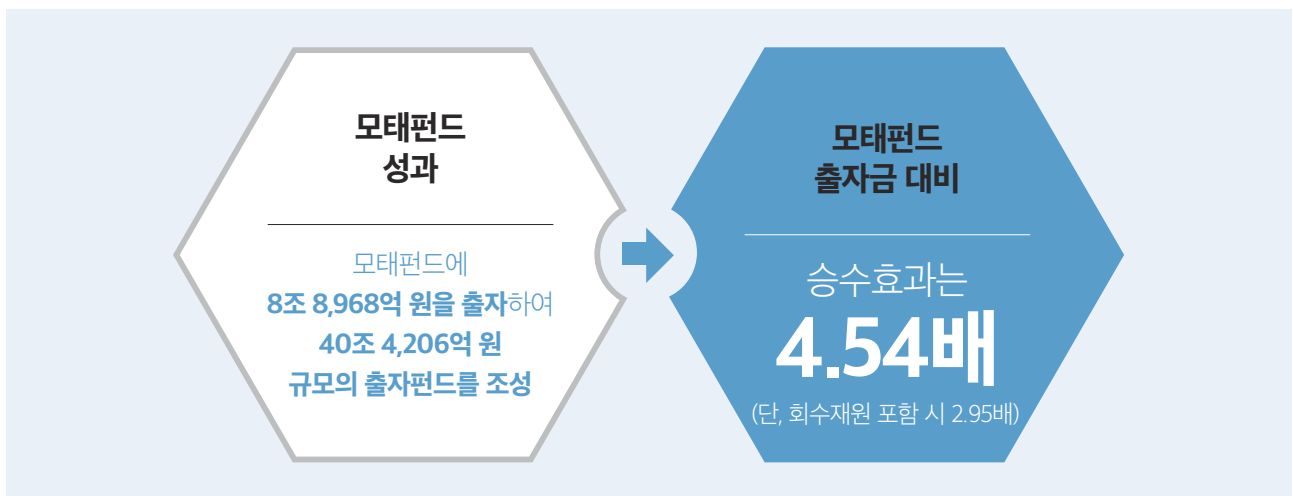 모태펀드
성과
모태펀드에
8조 8,968억 원을 출자하여
40조 4,206억 원
규모의 출자펀드를 조성
모태펀드
출자금 대비
승수효과는
4.54배
(단, 회수재원 포함 시 2.95배)